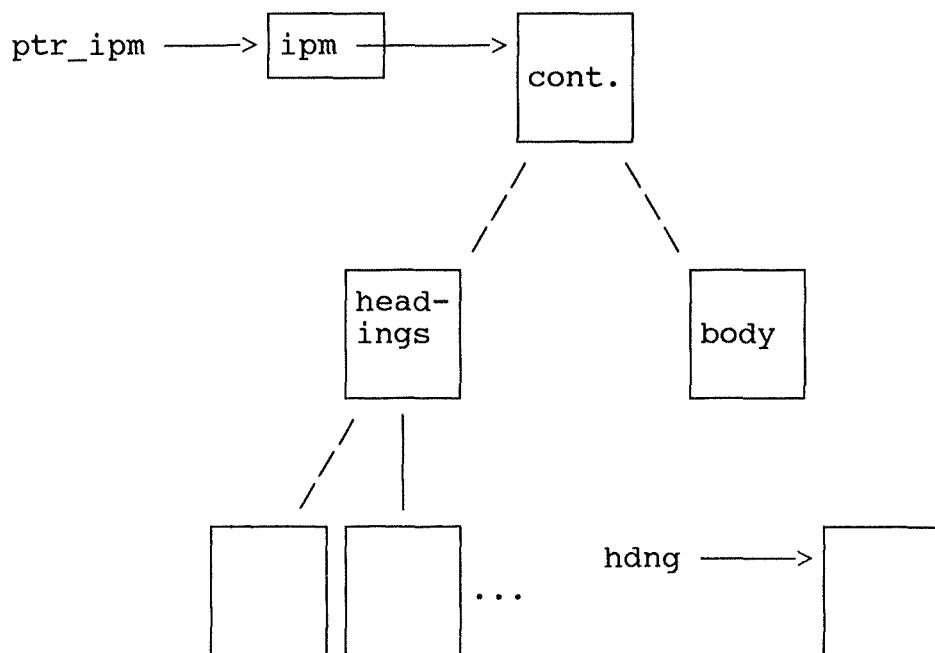 ptr_ipm
ipm
cont.
head-
ings
body
hdng
...